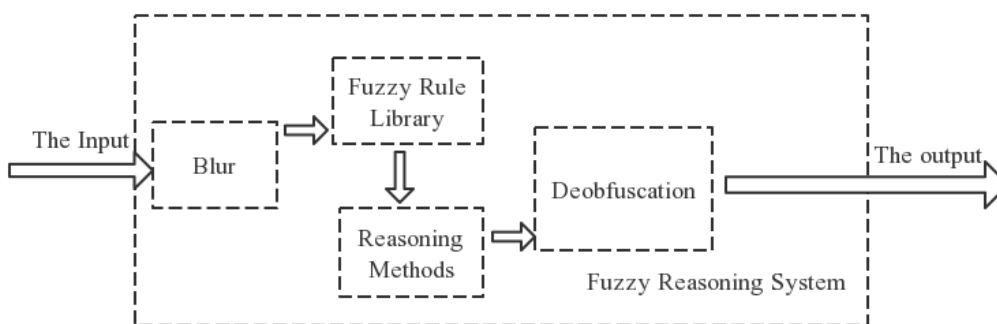 The Input
Blur
Fuzzy Rule
Library
Reasoning
Methods
Deobfuscation
The output
Fuzzy Reasoning System